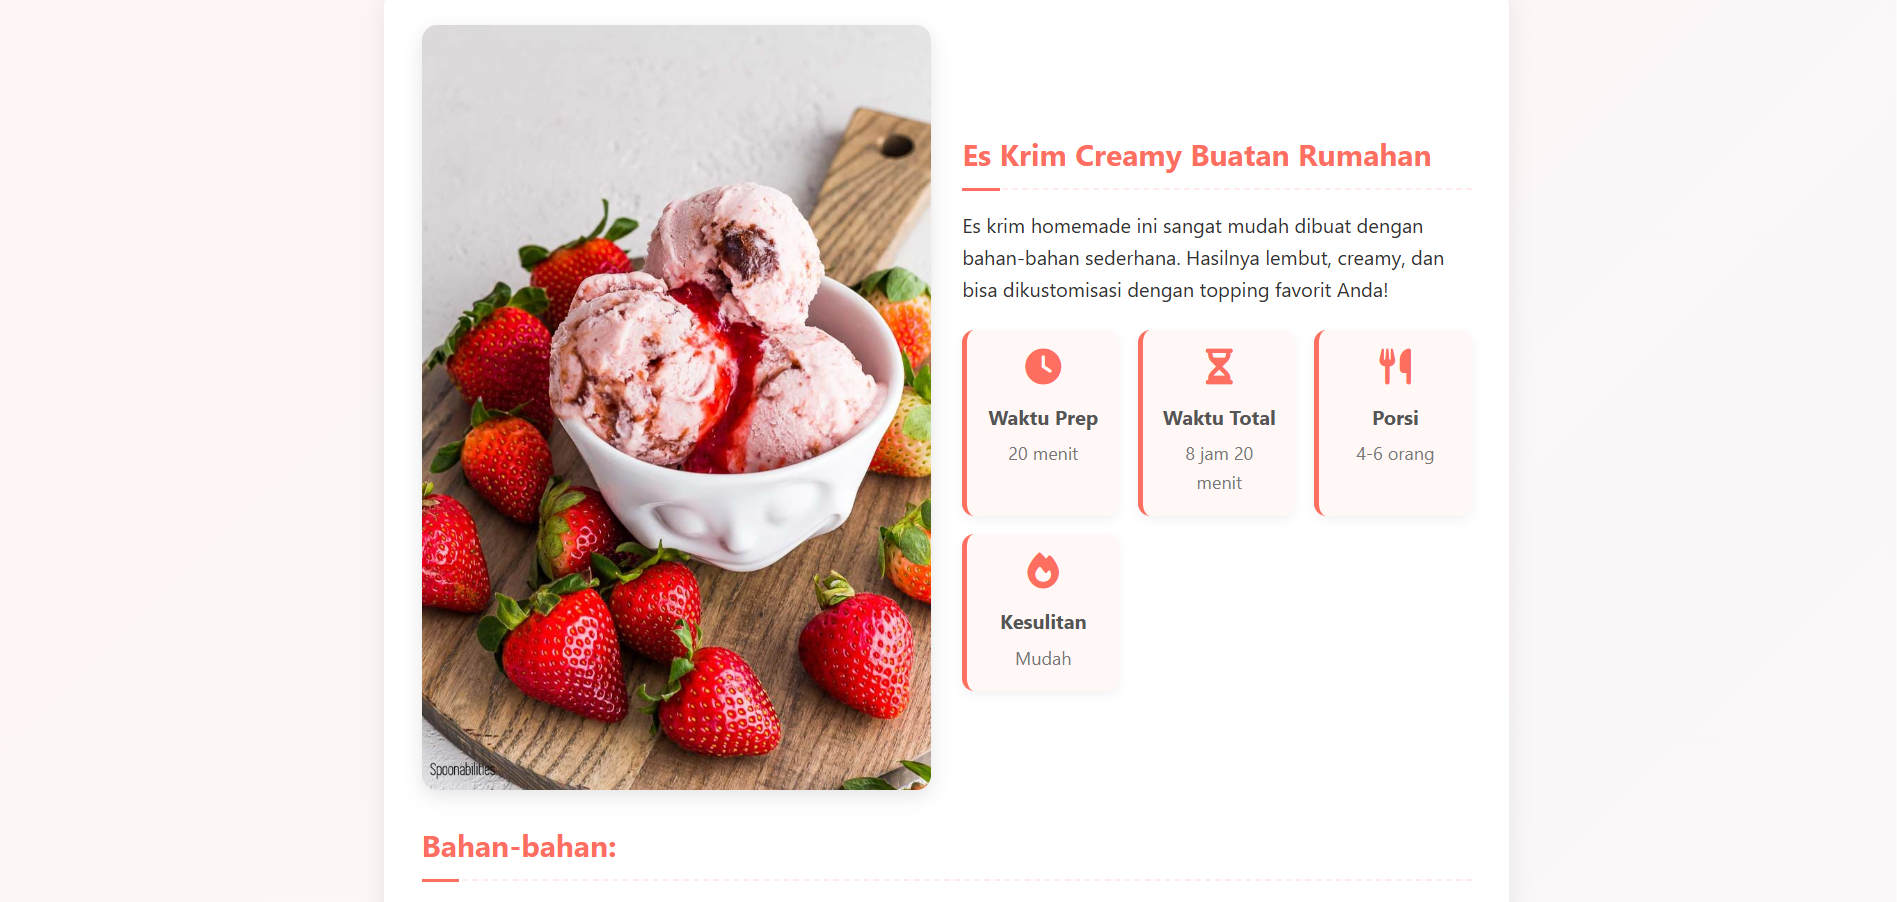 Es Krim Creamy Buatan Rumahan
Es krim homemade ini sangat mudah dibuat dengan
bahan-bahan sederhana. Hasilnya lembut, creamy, dan
bisa dikustomisasi dengan topping favorit Anda!
Waktu Prep
20 menit
Waktu Total
8 jam 20
menit
Porsi
4-6 orang
Kesulitan
Mudah
Spoonabilities
Bahan-bahan: